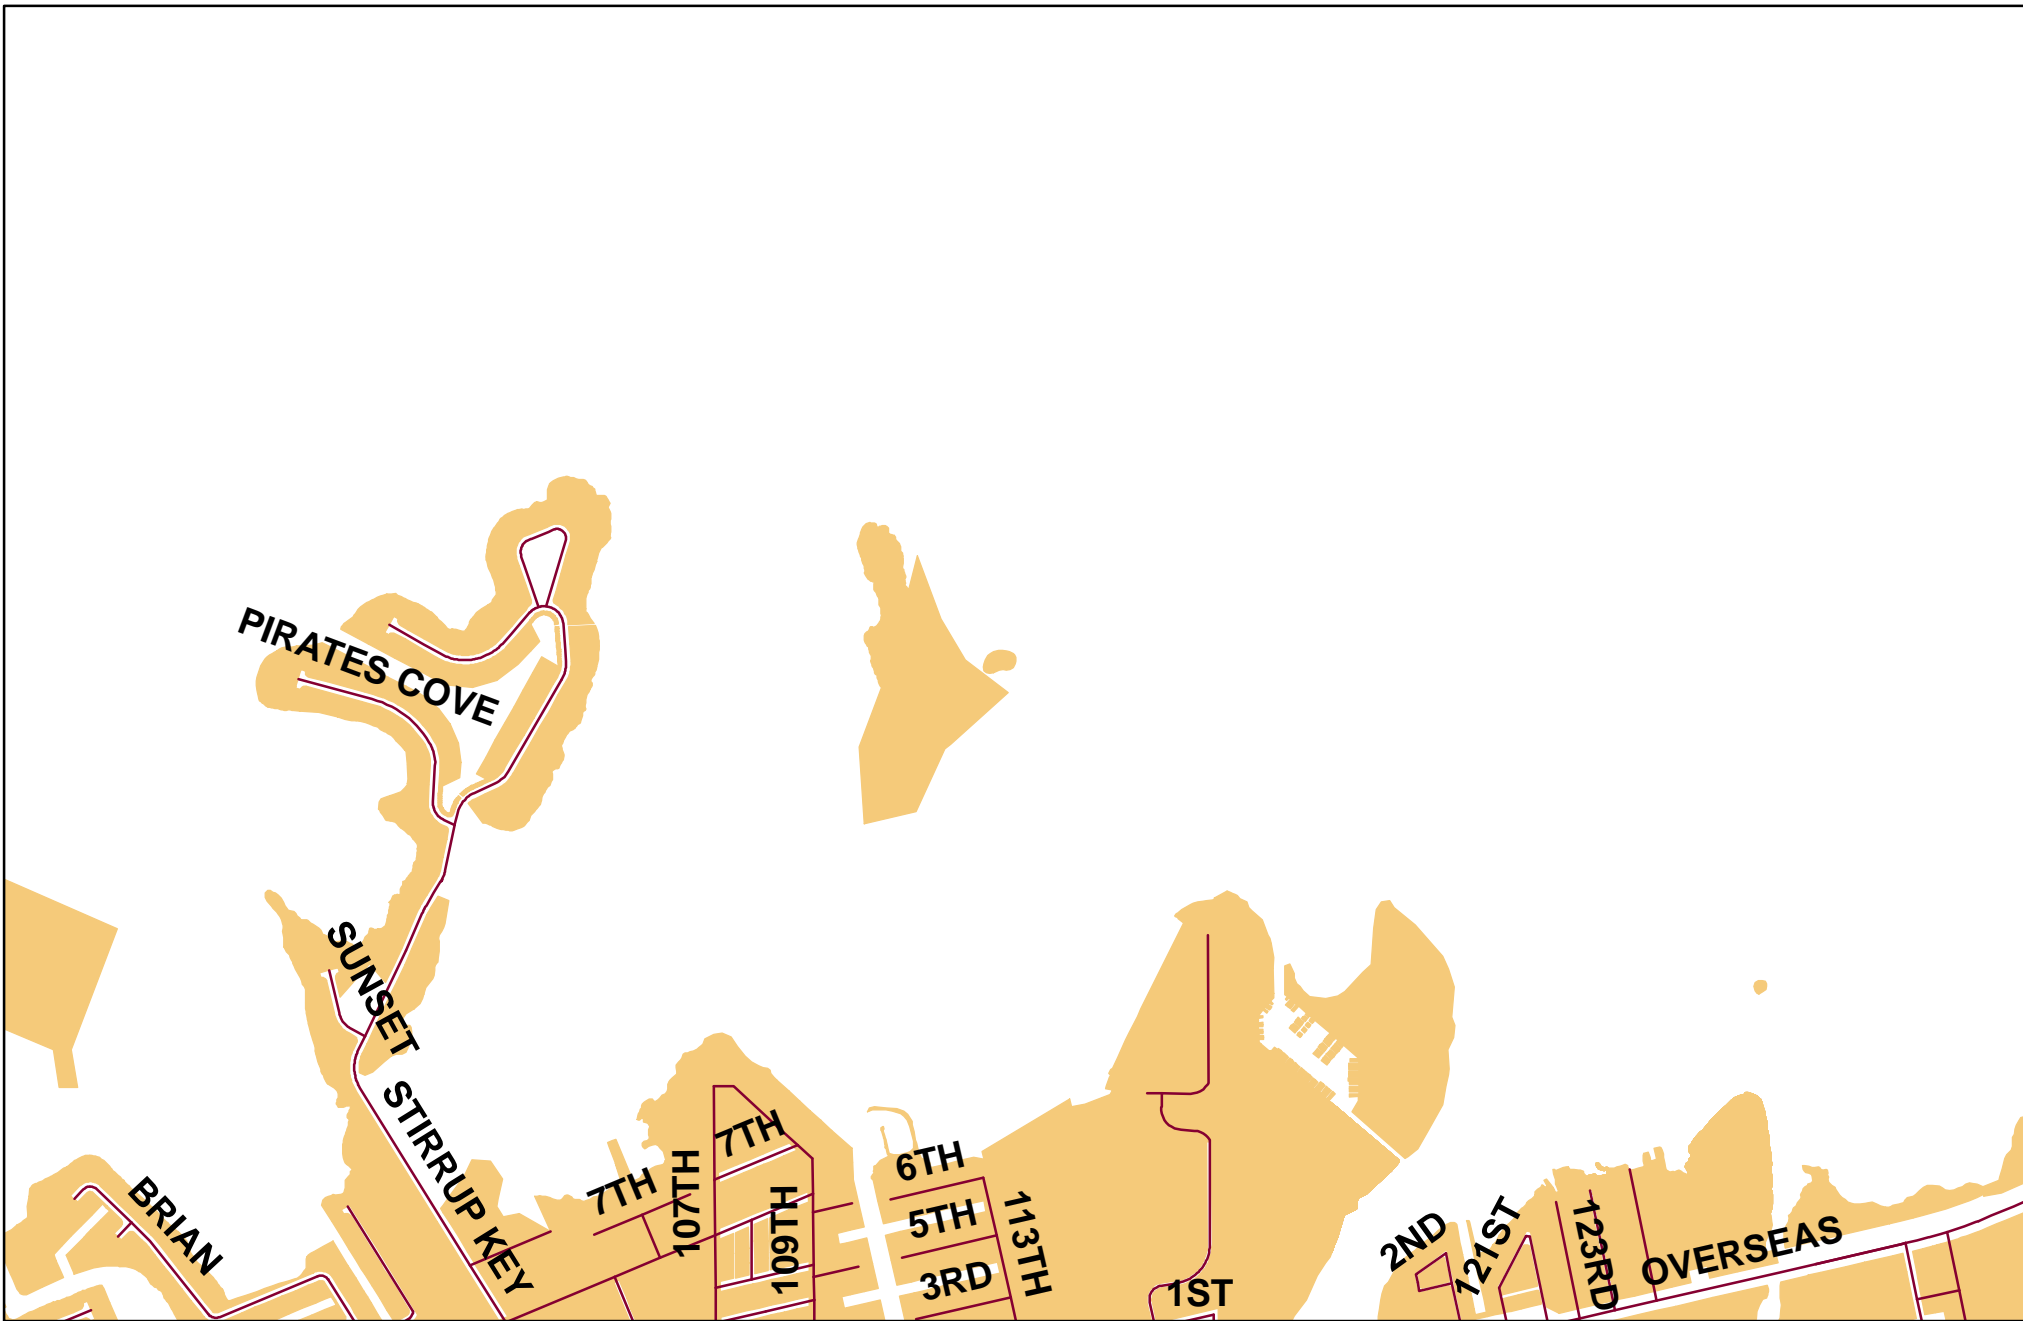 PIRATES COVE
SUNSET
STIRRUP KEY
BRIAN
7TH
7TH
107TH
109TH
6TH
5TH
3RD
113TH
1ST
2ND
121ST
123RD
OVERSEAS